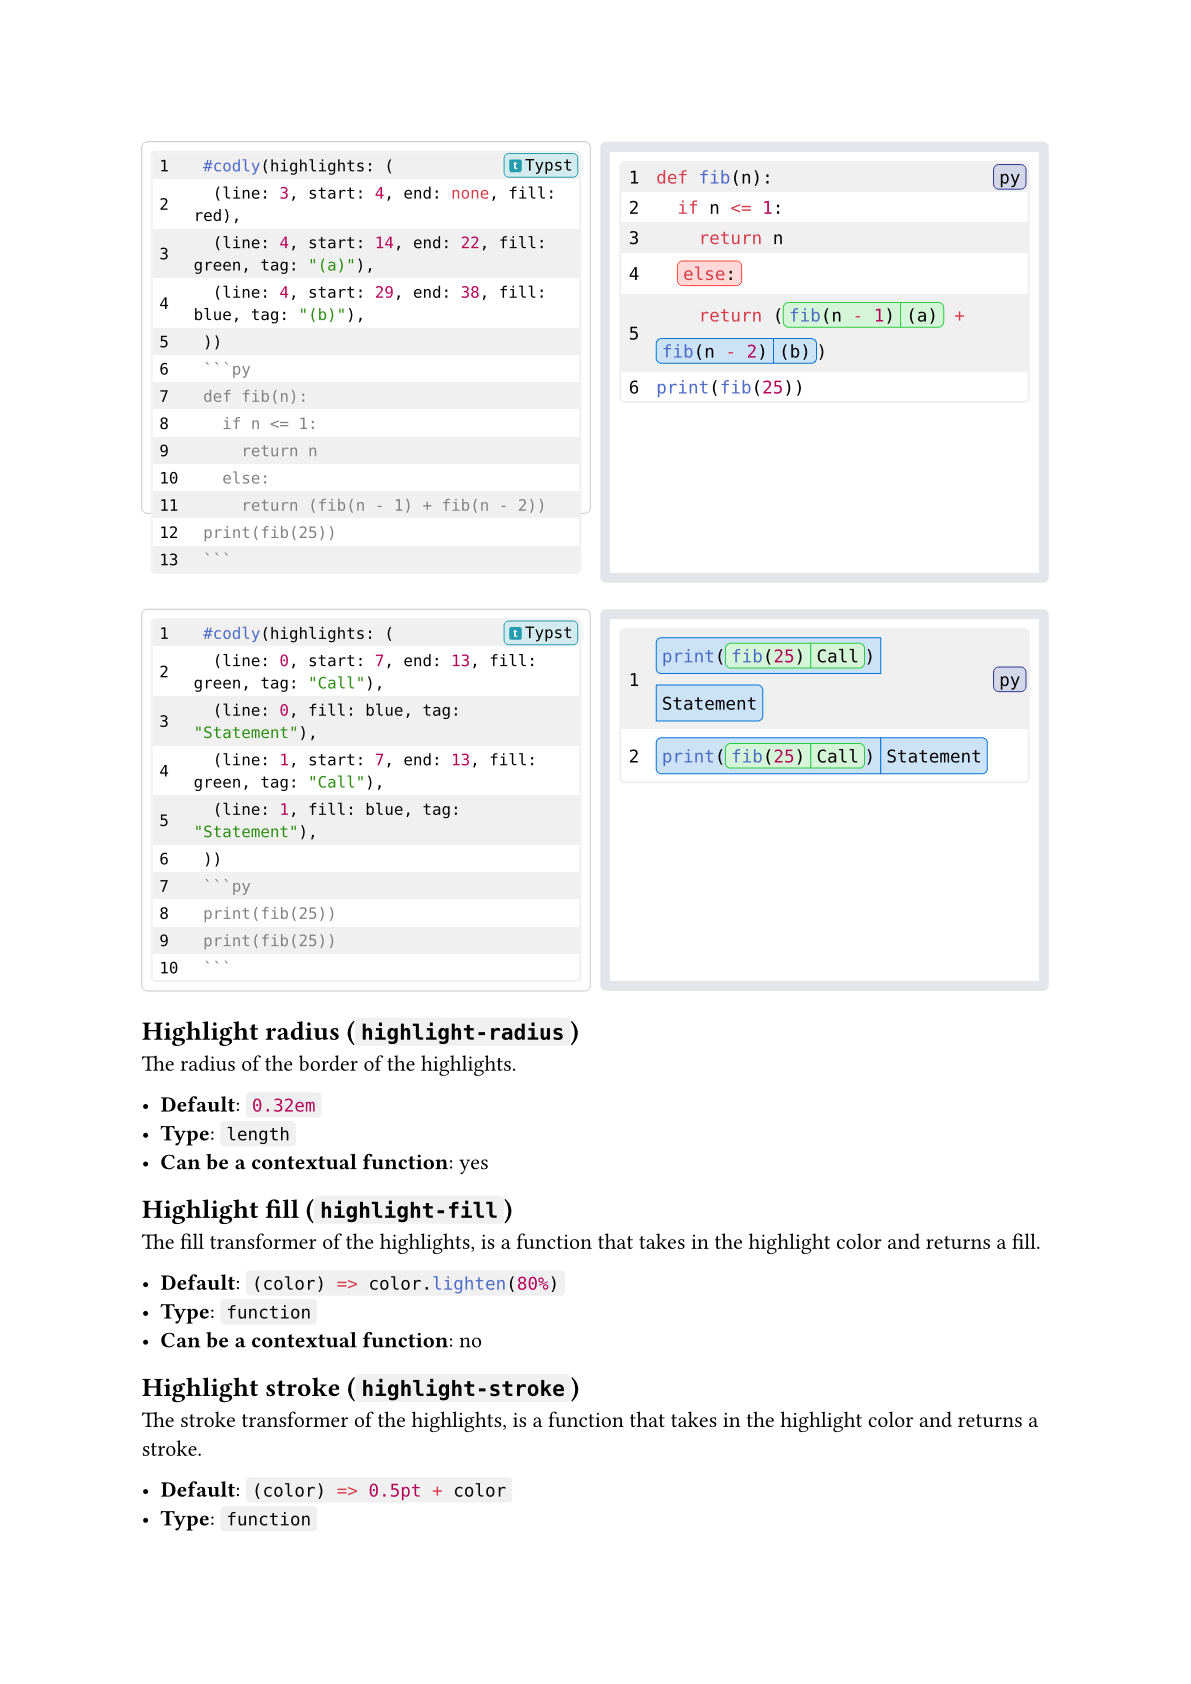 1 #codly(highlights: ( t Typst
2 (line: 3, start: 4, end: none, fill:
red),
3 (line: 4, start: 14, end: 22, fill:
green, tag: "(a)"),
4 (line: 4, start: 29, end: 38, fill:
blue, tag: "(b)"),
5 ))
6 ```py
7 def fib(n):
8 if n <= 1:
9 return n
10 else:
11 return (fib(n - 1) + fib(n - 2))
12 print(fib(25))
13 ```
1 def fib(n): py
2 if n <= 1:
3 return n
4 else:
5 return (fib(n - 1) (a) +
fib(n - 2) (b))
6 print(fib(25))
1 #codly(highlights: ( t Typst
2 (line: 0, start: 7, end: 13, fill:
green, tag: "Call"),
3 (line: 0, fill: blue, tag:
"Statement"),
4 (line: 1, start: 7, end: 13, fill:
green, tag: "Call"),
5 (line: 1, fill: blue, tag:
"Statement"),
6 ))
7 ```py
8 print(fib(25))
9 print(fib(25))
10 ```
1 print(fib(25) Call) py
Statement
2 print(fib(25) Call) Statement
Highlight radius (highlight-radius)
The radius of the border of the highlights.
• Default: 0.32em
• Type: length
• Can be a contextual function: yes
Highlight fill (highlight-fill)
The fill transformer of the highlights, is a function that takes in the highlight color and returns a fill.
• Default: (color) => color.lighten(80%)
• Type: function
• Can be a contextual function: no
Highlight stroke (highlight-stroke)
The stroke transformer of the highlights, is a function that takes in the highlight color and returns a
stroke.
• Default: (color) => 0.5pt + color
• Type: function